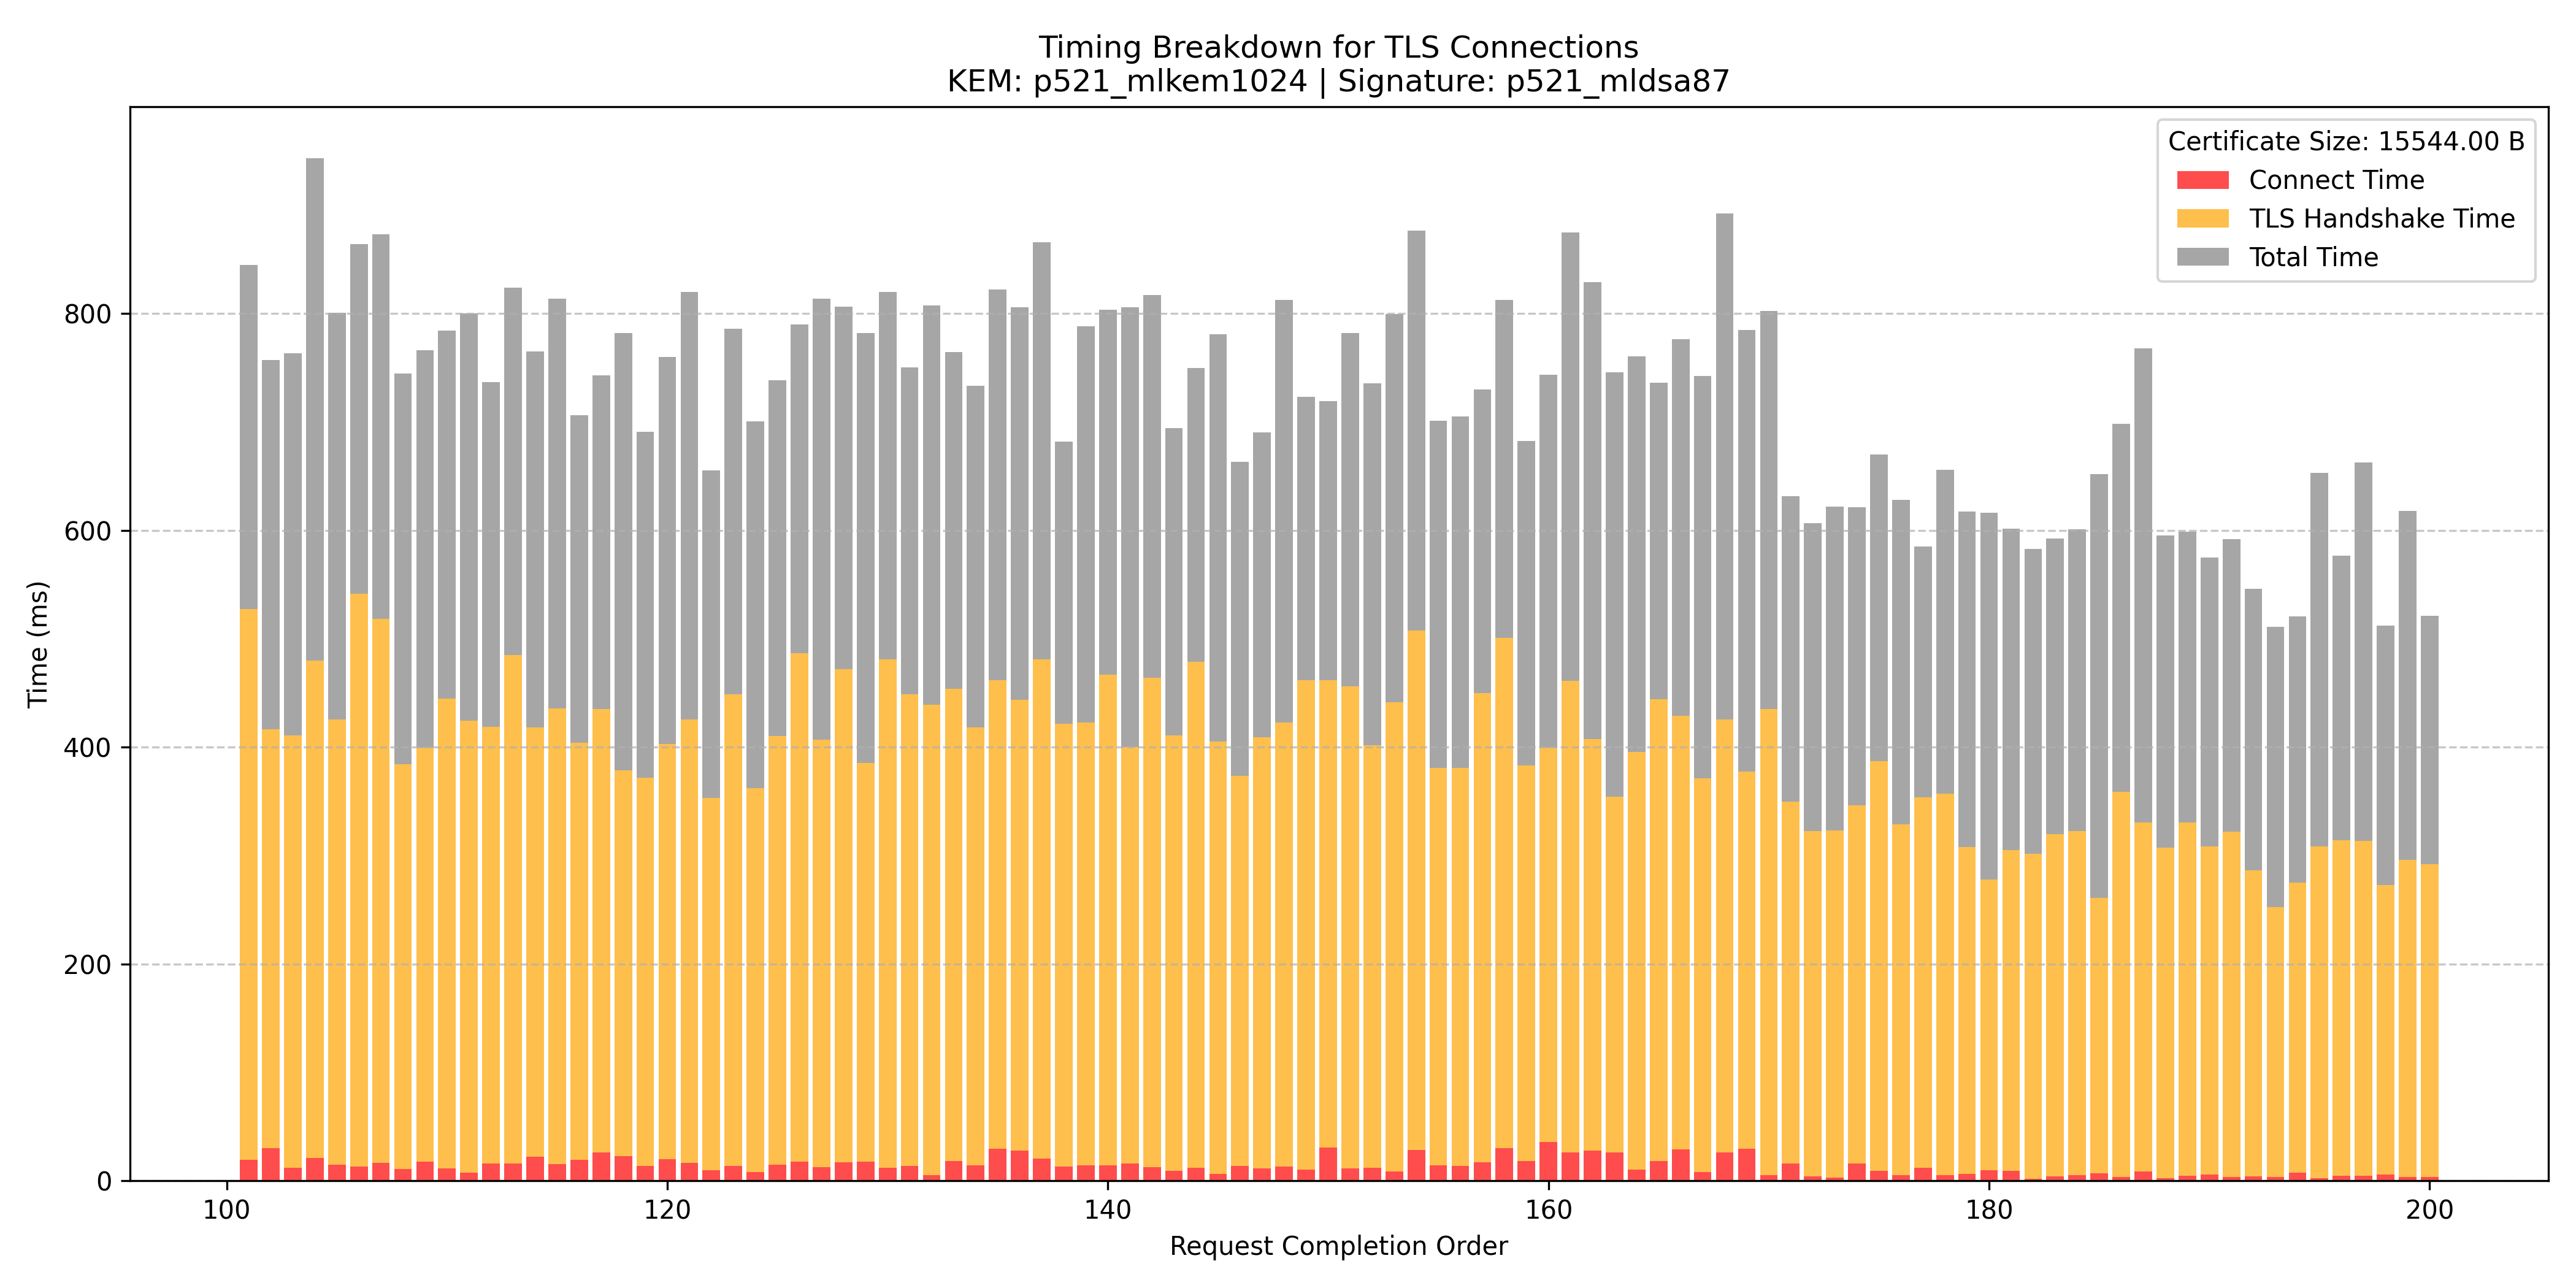 Timing Breakdown for TLS Connections
KEM: p521_mlkem1024 | Signature: p521_mldsa87
Certificate Size: 15544.00 B
Connect Time
TLS Handshake Time
Total Time
Time (ms)
800
600
400
200
0
100
120
140
160
180
200
Request Completion Order